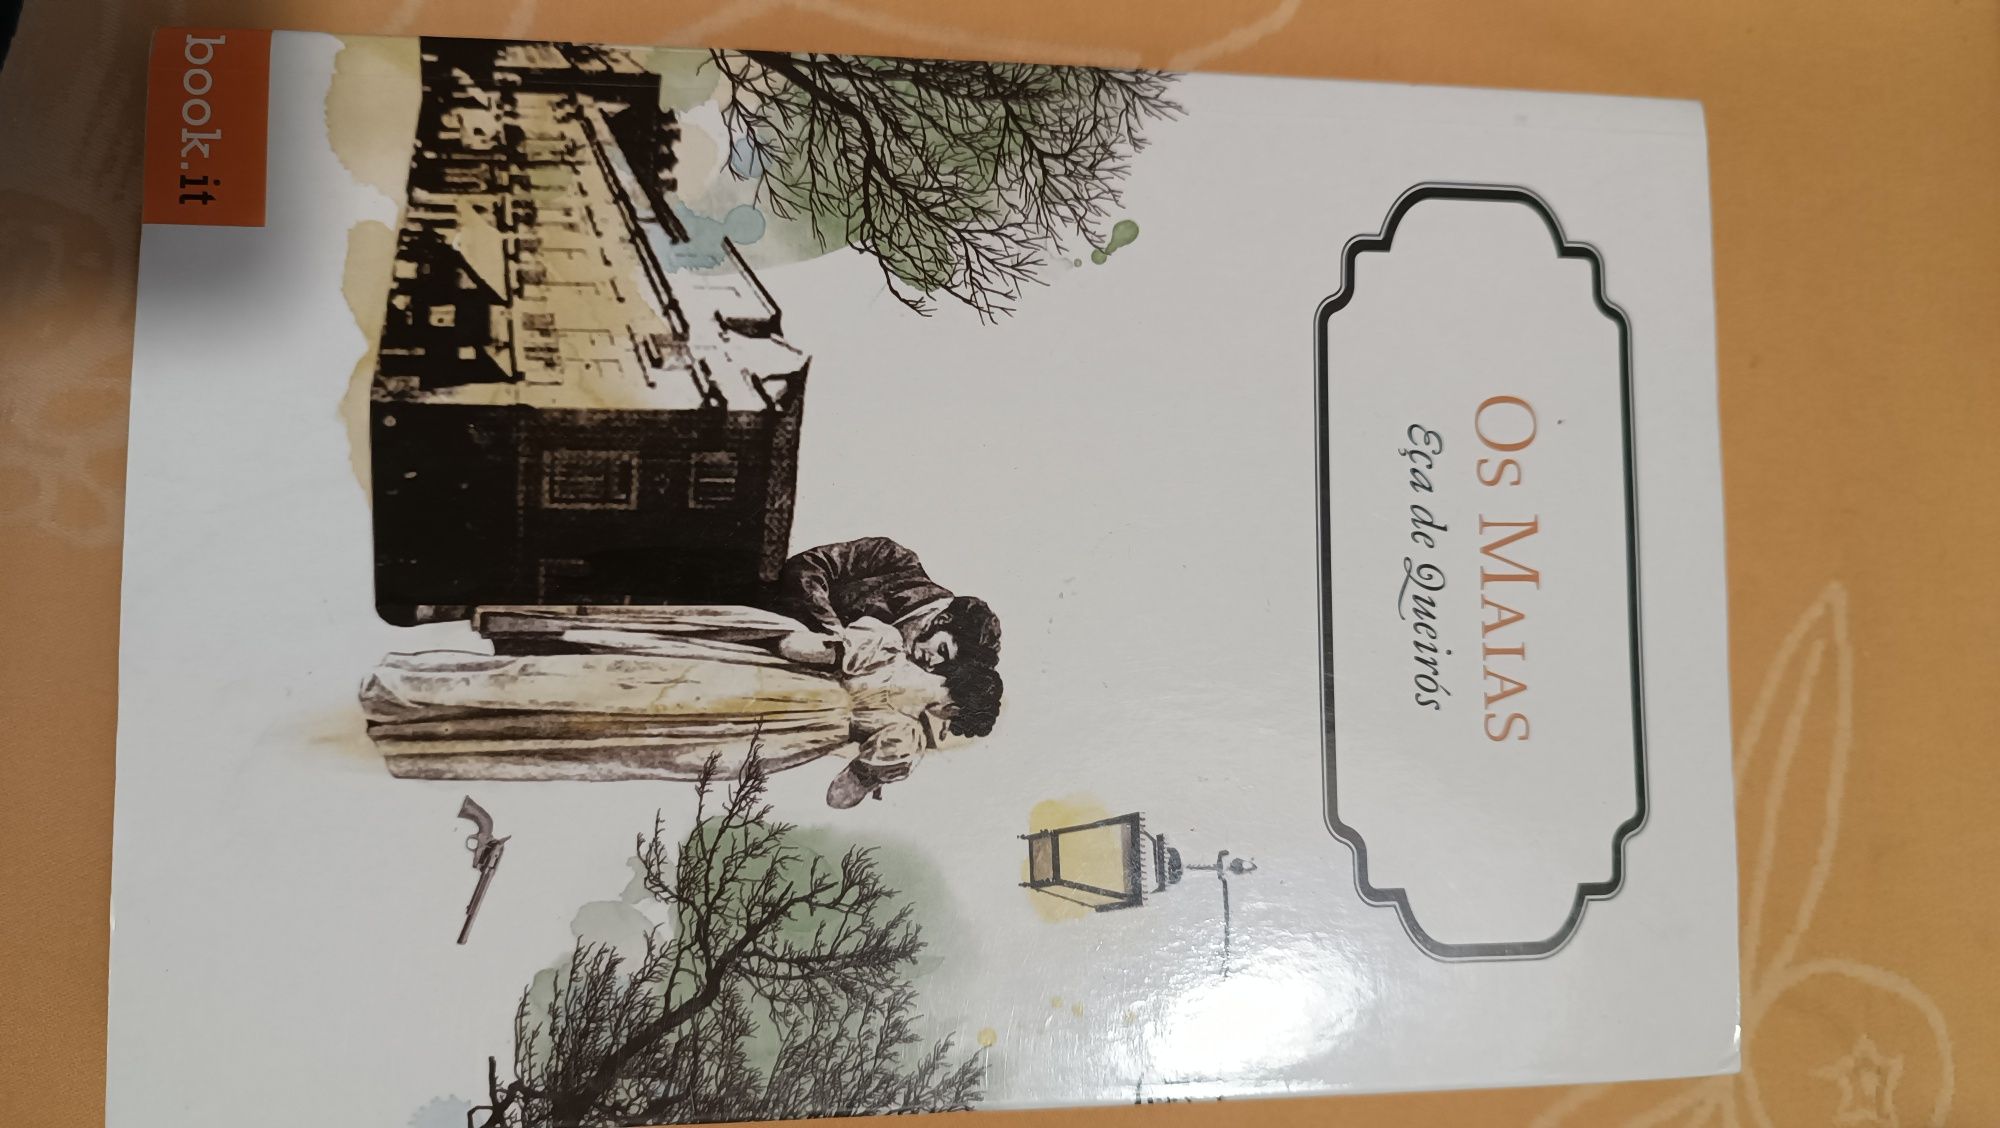 Os Maias
Eça de Queirós
book.it